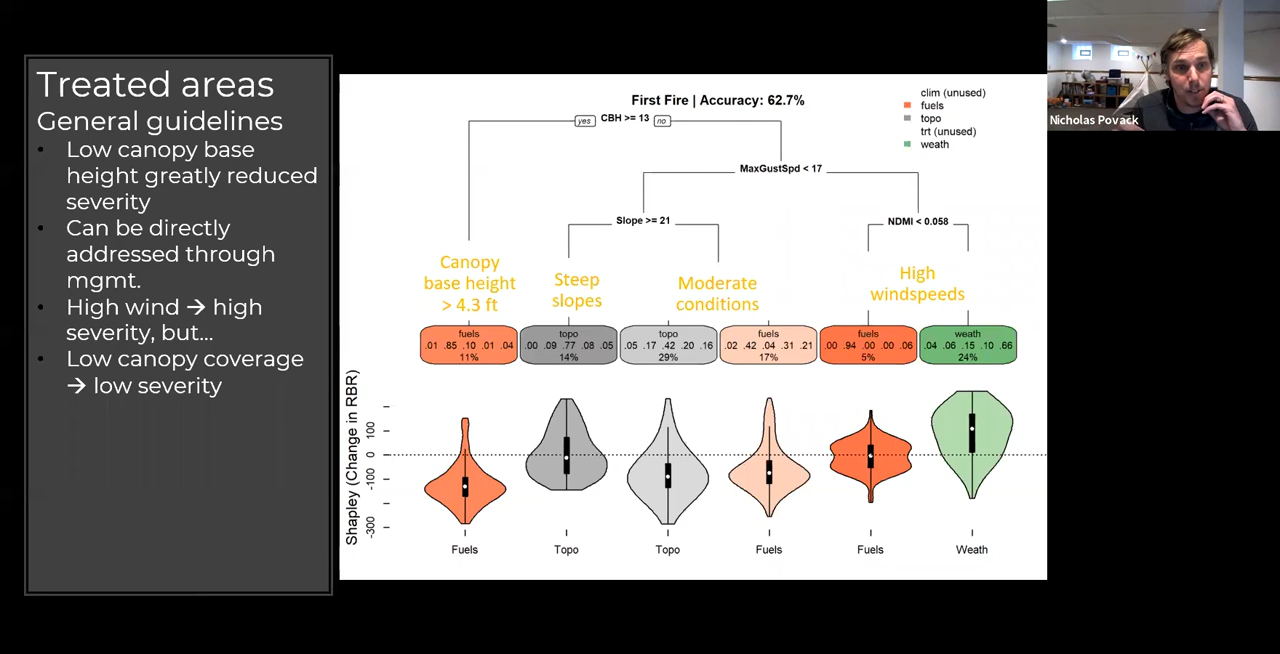 Treated areas
General guidelines
• Low canopy base
height greatly reduced
severity
• Can be directly
addressed through
mgmt.
• High wind → high
severity, but...
• Low canopy coverage
→ low severity
First Fire | Accuracy: 62.7%
clim (unused)
fuels
topo
trt (unused)
weath
yes CBH >= 13 no
MaxGustSpd < 17
Slope >= 21
NDMI < 0.058
Canopy
base height
> 4.3 ft
Steep
slopes
Moderate
conditions
High
windspeeds
fuels
.01 .85 .10 .01 .04
11%
topo
.00 .09 .77 .08 .05
14%
topo
.05 .17 .42 .20 .16
29%
fuels
.02 .42 .04 .31 .21
17%
fuels
.00 .94 .00 .00 .06
5%
weath
.04 .06 .15 .10 .66
24%
Shapley (Change in RBR)
100
0
-100
-300
Fuels
Topo
Topo
Fuels
Fuels
Weath
Nicholas Povack